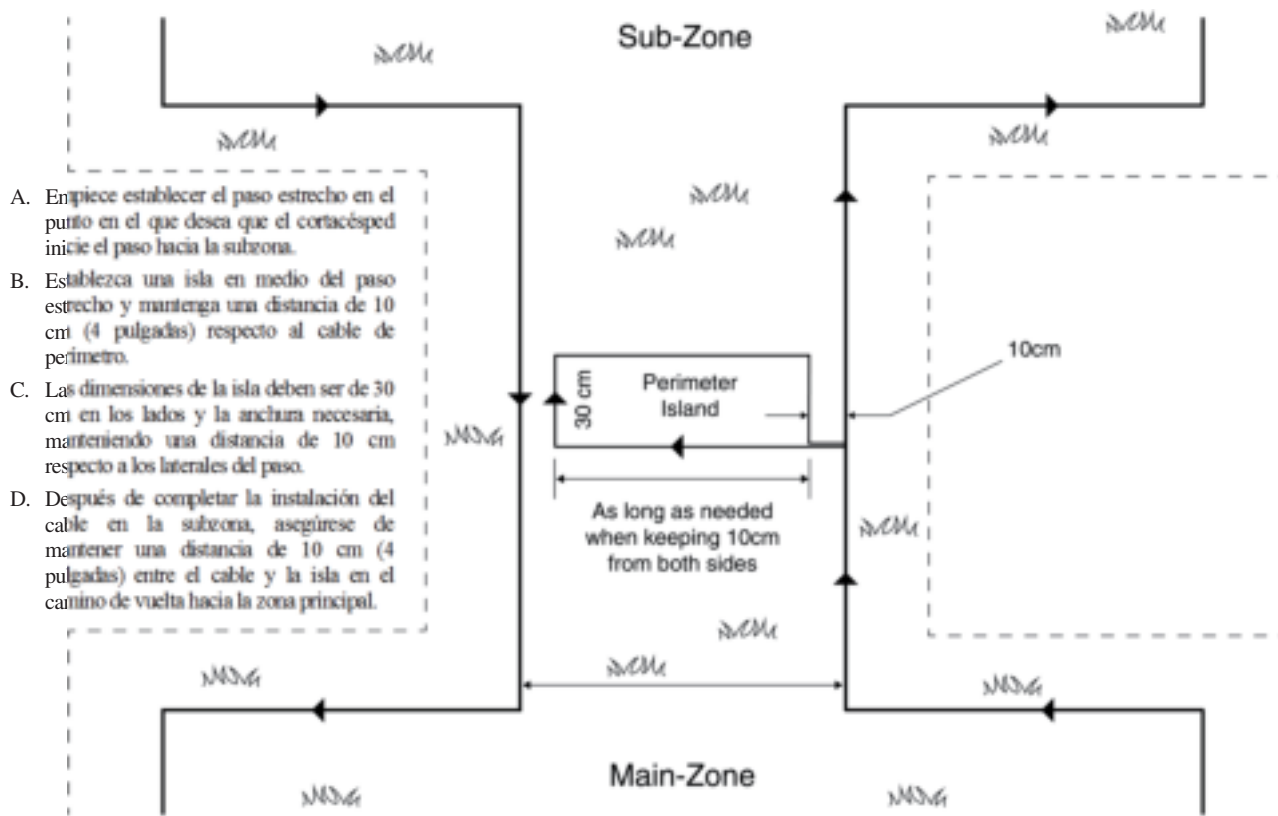 Sub-Zone
A. Empiece establecer el paso estrecho en el
punto en el que desea que el cortacésped
inicie el paso hacia la subzona.
B. Establezca una isla en medio del paso
estrecho y mantenga una distancia de 10
cm (4 pulgadas) respecto al cable de
perímetro.
C. Las dimensiones de la isla deben ser de 30
cm en los lados y la anchura necesaria,
manteniendo una distancia de 10 cm
respecto a los laterales del paso.
D. Después de completar la instalación del
cable en la subzona, asegúrese de
mantener una distancia de 10 cm (4
pulgadas) entre el cable y la isla en el
camino de vuelta hacia la zona principal.
30 cm
Perimeter
Island
10cm
As long as needed
when keeping 10cm
from both sides
Main-Zone